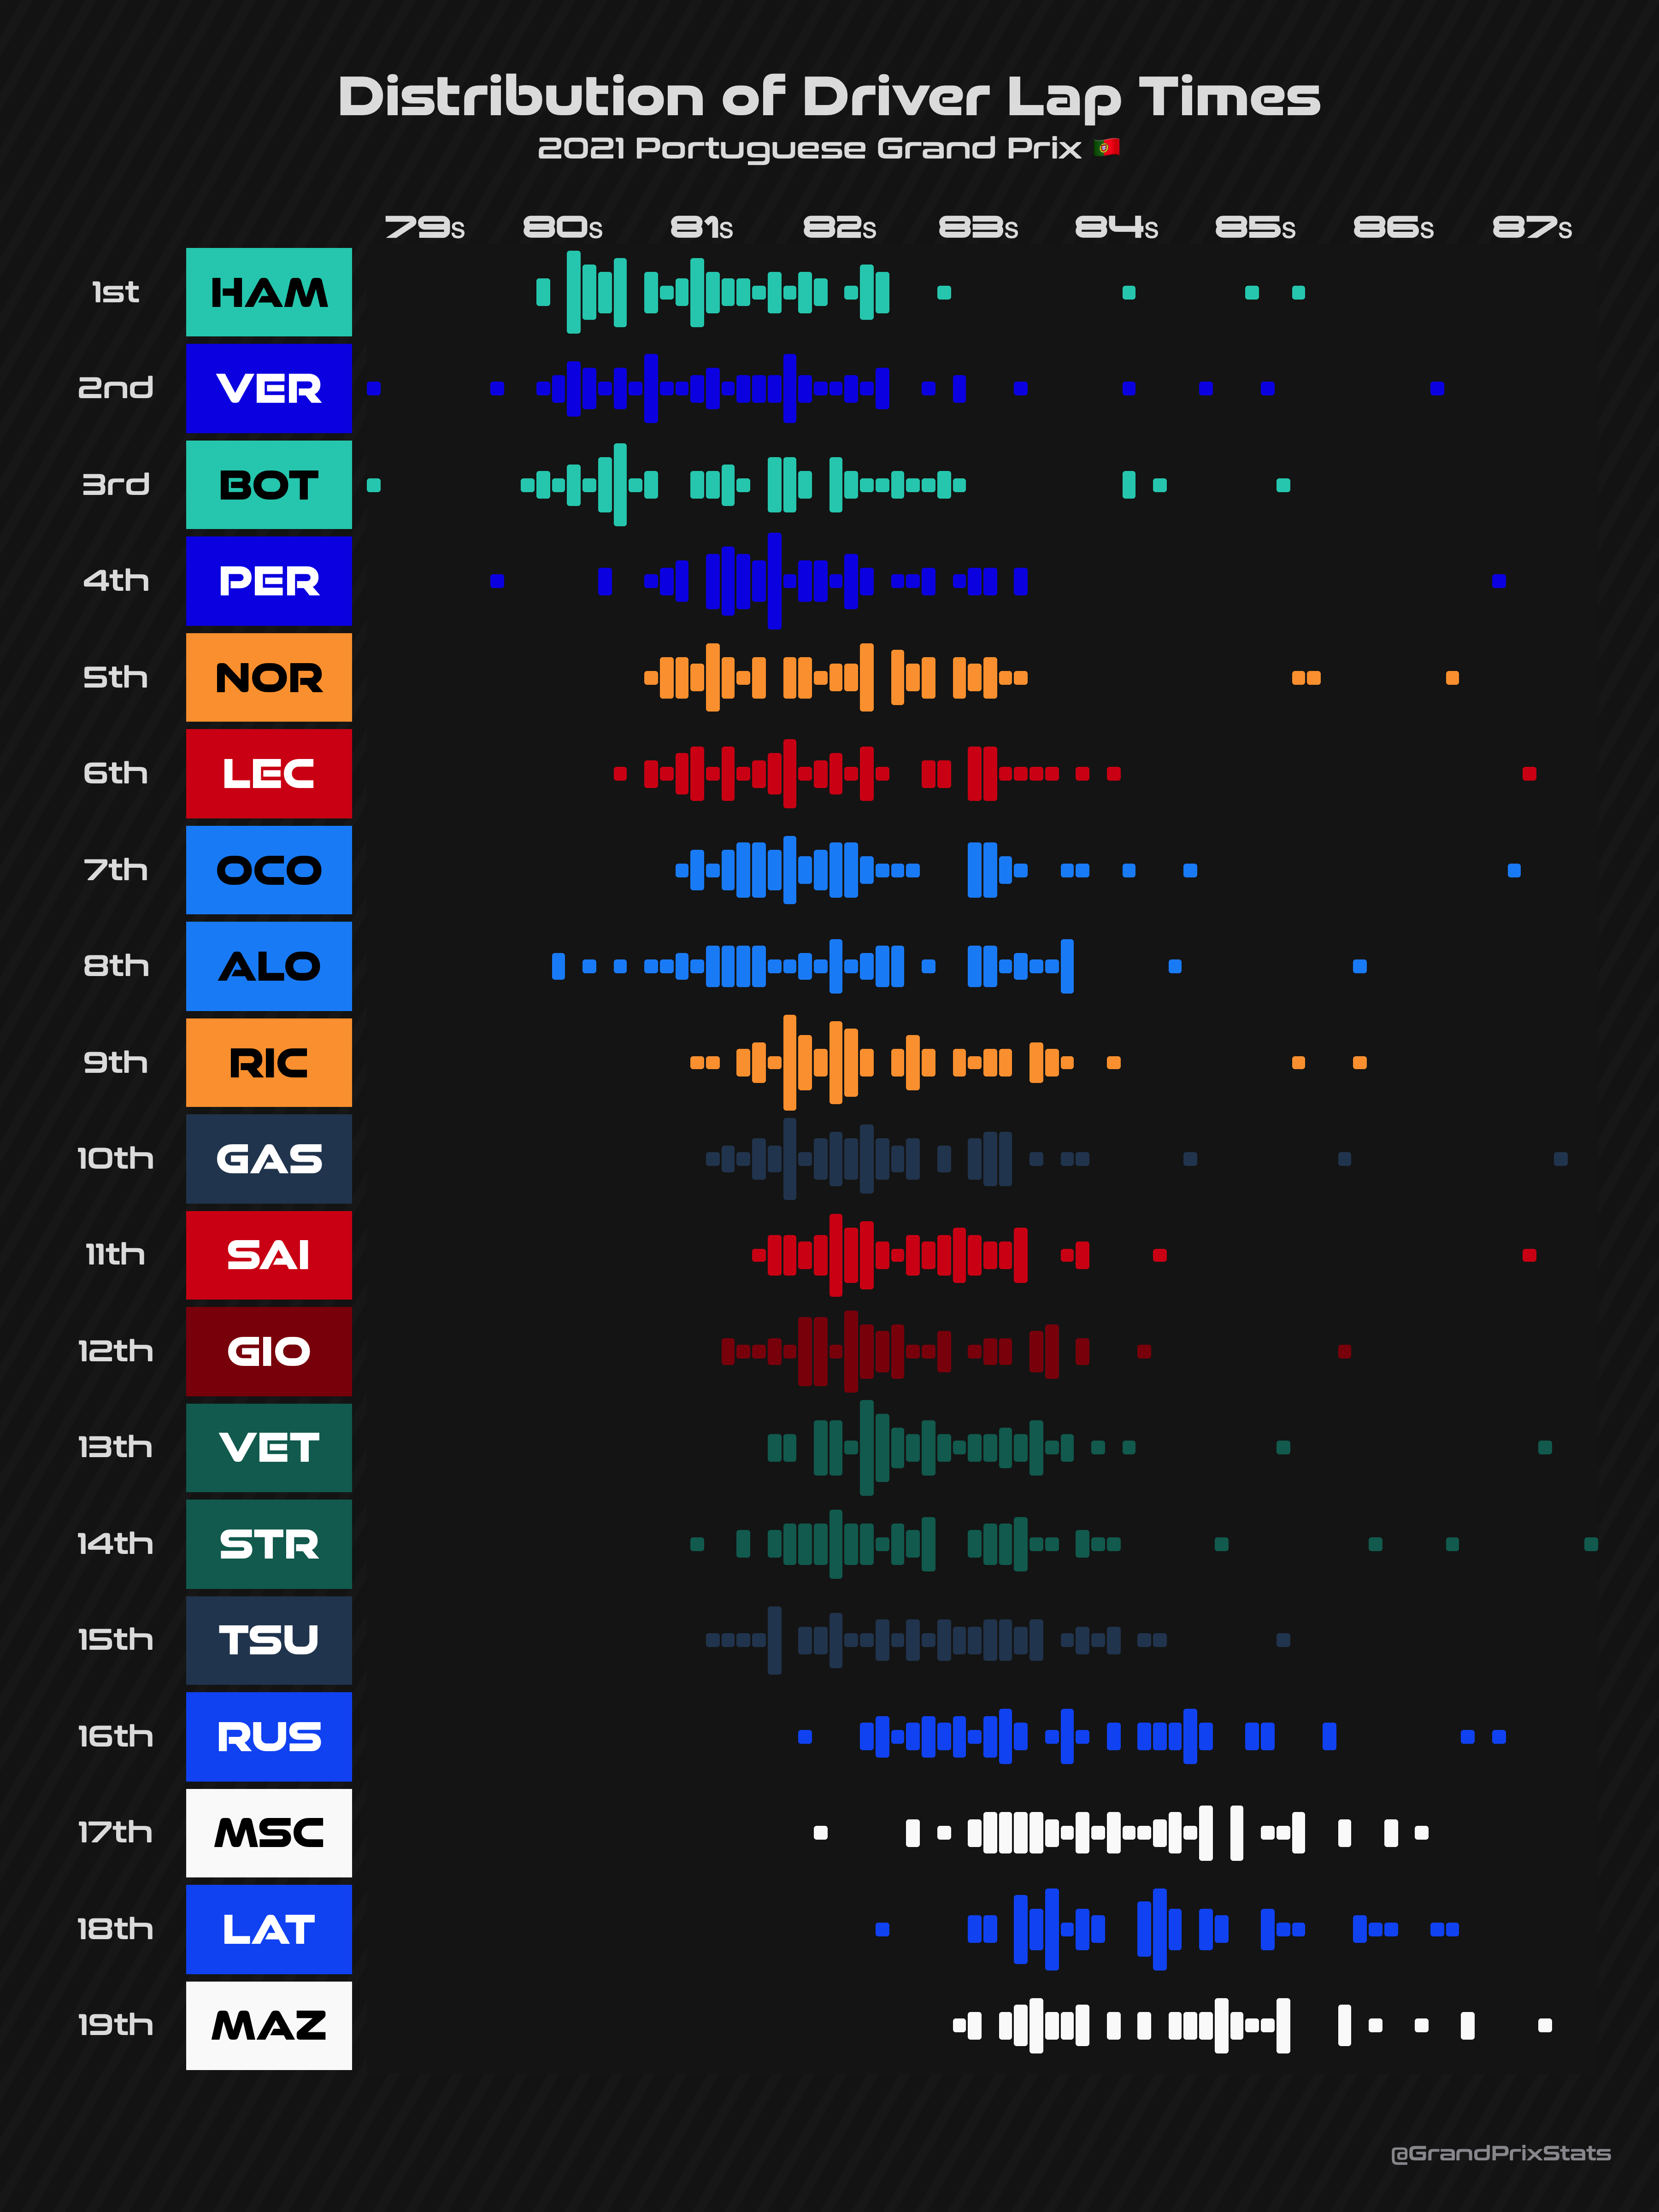 Distribution of Driver Lap Times
2021 Portuguese Grand Prix 🇵🇹
79s 80s 81s 82s 83s 84s 85s 86s 87s
1st HAM
2nd VER
3rd BOT
4th PER
5th NOR
6th LEC
7th OCO
8th ALO
9th RIC
10th GAS
11th SAI
12th GIO
13th VET
14th STR
15th TSU
16th RUS
17th MSC
18th LAT
19th MAZ
@GrandPrixStats